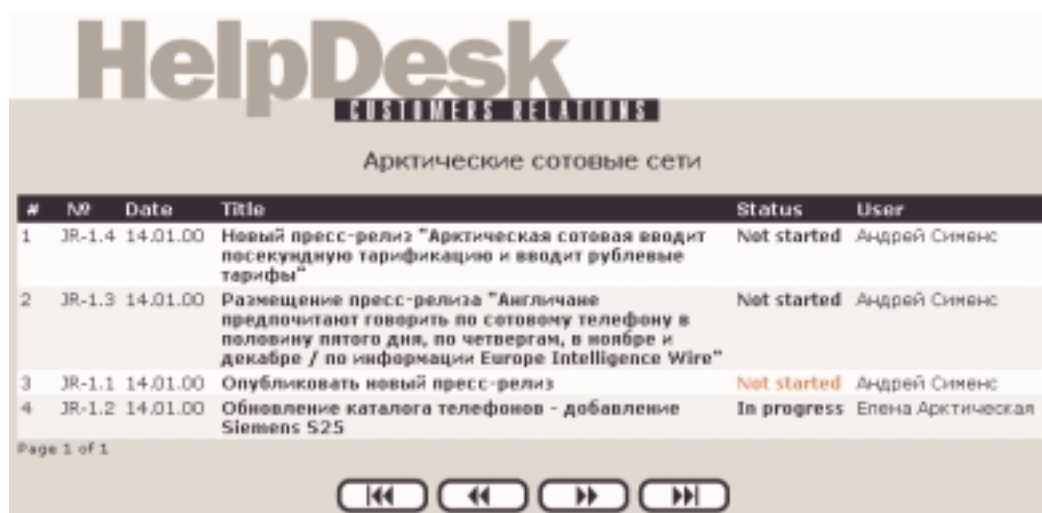 HelpDesk
CUSTOMERS RELATIONS
Арктические сотовые сети
# № Date Title Status User
1 JR-1.4 14.01.00 Новый пресс-релиз "Арктическая сотовая вводит Not started Андрей Сименс
посекундную тарификацию и вводит рублевые
тарифы"
2 JR-1.3 14.01.00 Размещение пресс-релиза "Англичане Not started Андрей Сименс
предпочитают говорить по сотовому телефону в
половину пятого дня, по четвергам, в ноябре и
декабре / по информации Europe Intelligence Wire"
3 JR-1.1 14.01.00 Опубликовать новый пресс-релиз Not started Андрей Сименс
4 JR-1.2 14.01.00 Обновление каталога телефонов - добавление In progress Елена Арктическая
Siemens S25
Page 1 of 1